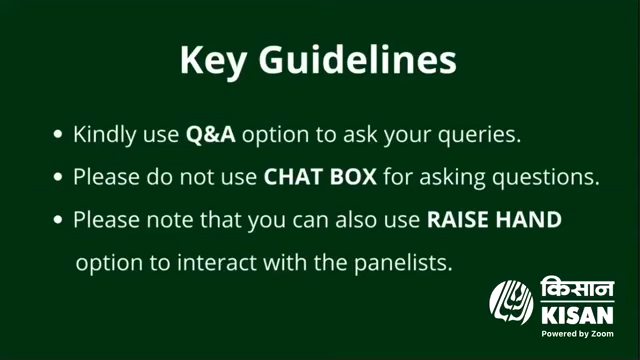 Key Guidelines
• Kindly use Q&A option to ask your queries.
• Please do not use CHAT BOX for asking questions.
• Please note that you can also use RAISE HAND
option to interact with the panelists.
किसान
KISAN
Powered by Zoom